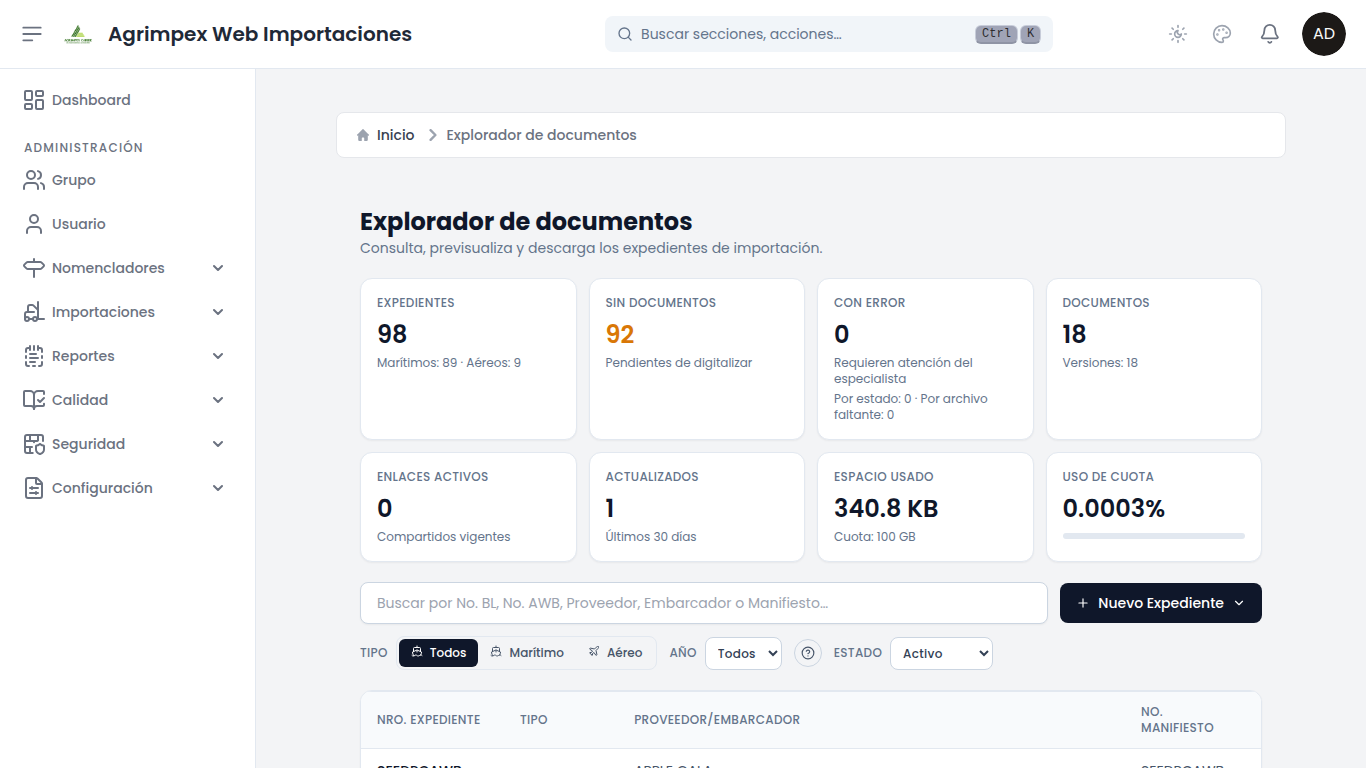 Agrimpex Web Importaciones
Buscar secciones, acciones...
Ctrl K
AD
Dashboard
ADMINISTRACIÓN
Grupo
Usuario
Nomencladores
Importaciones
Reportes
Calidad
Seguridad
Configuración
Inicio
Explorador de documentos
Explorador de documentos
Consulta, previsualiza y descarga los expedientes de importación.
EXPEDIENTES
98
Marítimos: 89 · Aéreos: 9
SIN DOCUMENTOS
92
Pendientes de digitalizar
CON ERROR
0
Requieren atención del
especialista
Por estado: 0 · Por archivo
faltante: 0
DOCUMENTOS
18
Versiones: 18
ENLACES ACTIVOS
0
Compartidos vigentes
ACTUALIZADOS
1
Últimos 30 días
ESPACIO USADO
340.8 KB
Cuota: 100 GB
USO DE CUOTA
0.0003%
Buscar por No. BL, No. AWB, Proveedor, Embarcador o Manifiesto...
Nuevo Expediente
TIPO Todos Marítimo Aéreo AÑO Todos ESTADO Activo
NRO. EXPEDIENTE TIPO PROVEEDOR/EMBARCADOR NO.
MANIFIESTO